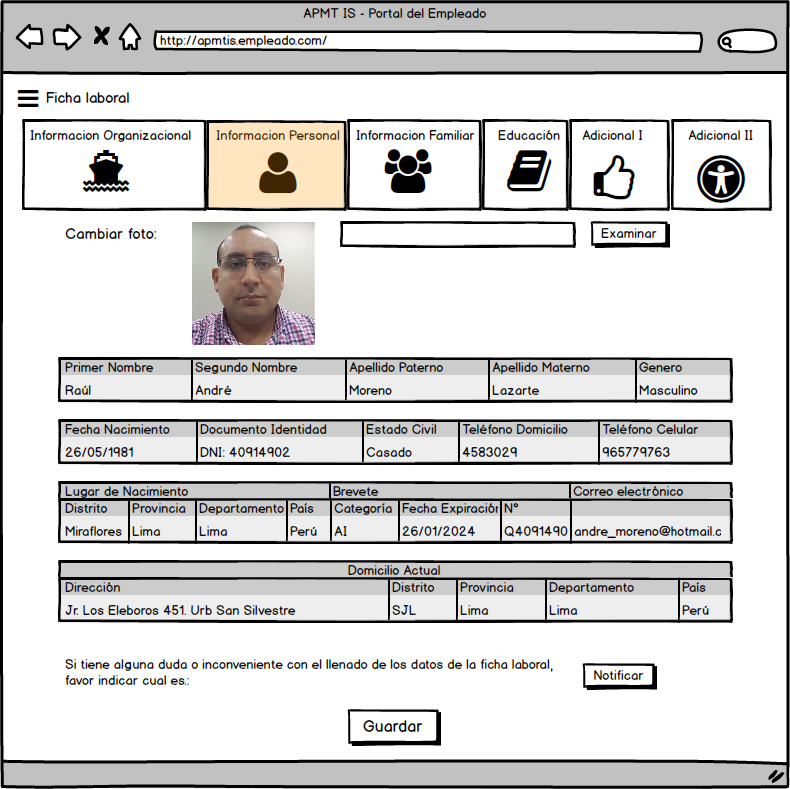 APMT IS - Portal del Empleado
http://apmtis.empleado.com/
Ficha laboral
Informacion Organizacional Informacion Personal Informacion Familiar Educación Adicional I Adicional II
Cambiar foto: Examinar
Primer Nombre Segundo Nombre Apellido Paterno Apellido Materno Genero
Raúl André Moreno Lazarte Masculino
Fecha Nacimiento Documento Identidad Estado Civil Teléfono Domicilio Teléfono Celular
26/05/1981 DNI: 40914902 Casado 4583029 965779763
Lugar de Nacimiento Brevete Correo electrónico
Distrito Provincia Departamento País Categoría Fecha Expiración N°
Miraflores Lima Lima Perú AI 26/01/2024 Q4091490 andre_moreno@hotmail.c
Domicilio Actual
Dirección Distrito Provincia Departamento País
Jr. Los Eleboros 451. Urb San Silvestre SJL Lima Lima Perú
Si tiene alguna duda o inconveniente con el llenado de los datos de la ficha laboral,
favor indicar cual es.: Notificar
Guardar